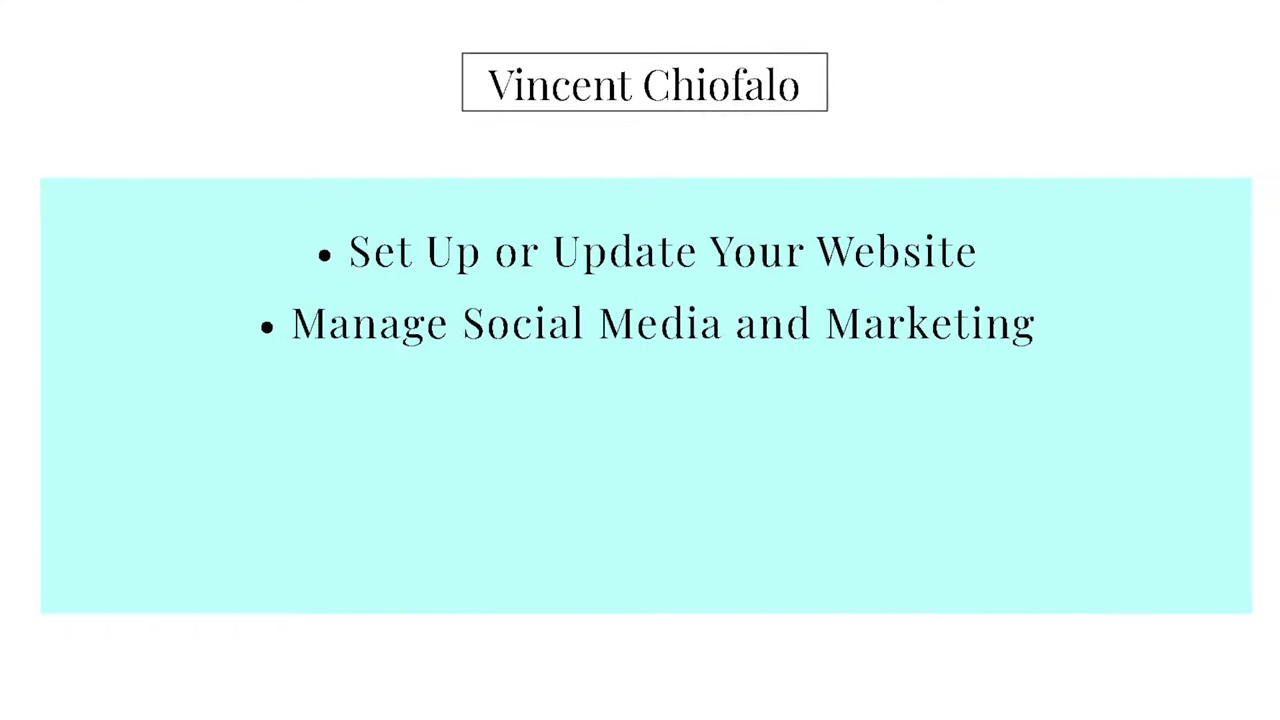 Vincent Chiofalo
• Set Up or Update Your Website
• Manage Social Media and Marketing